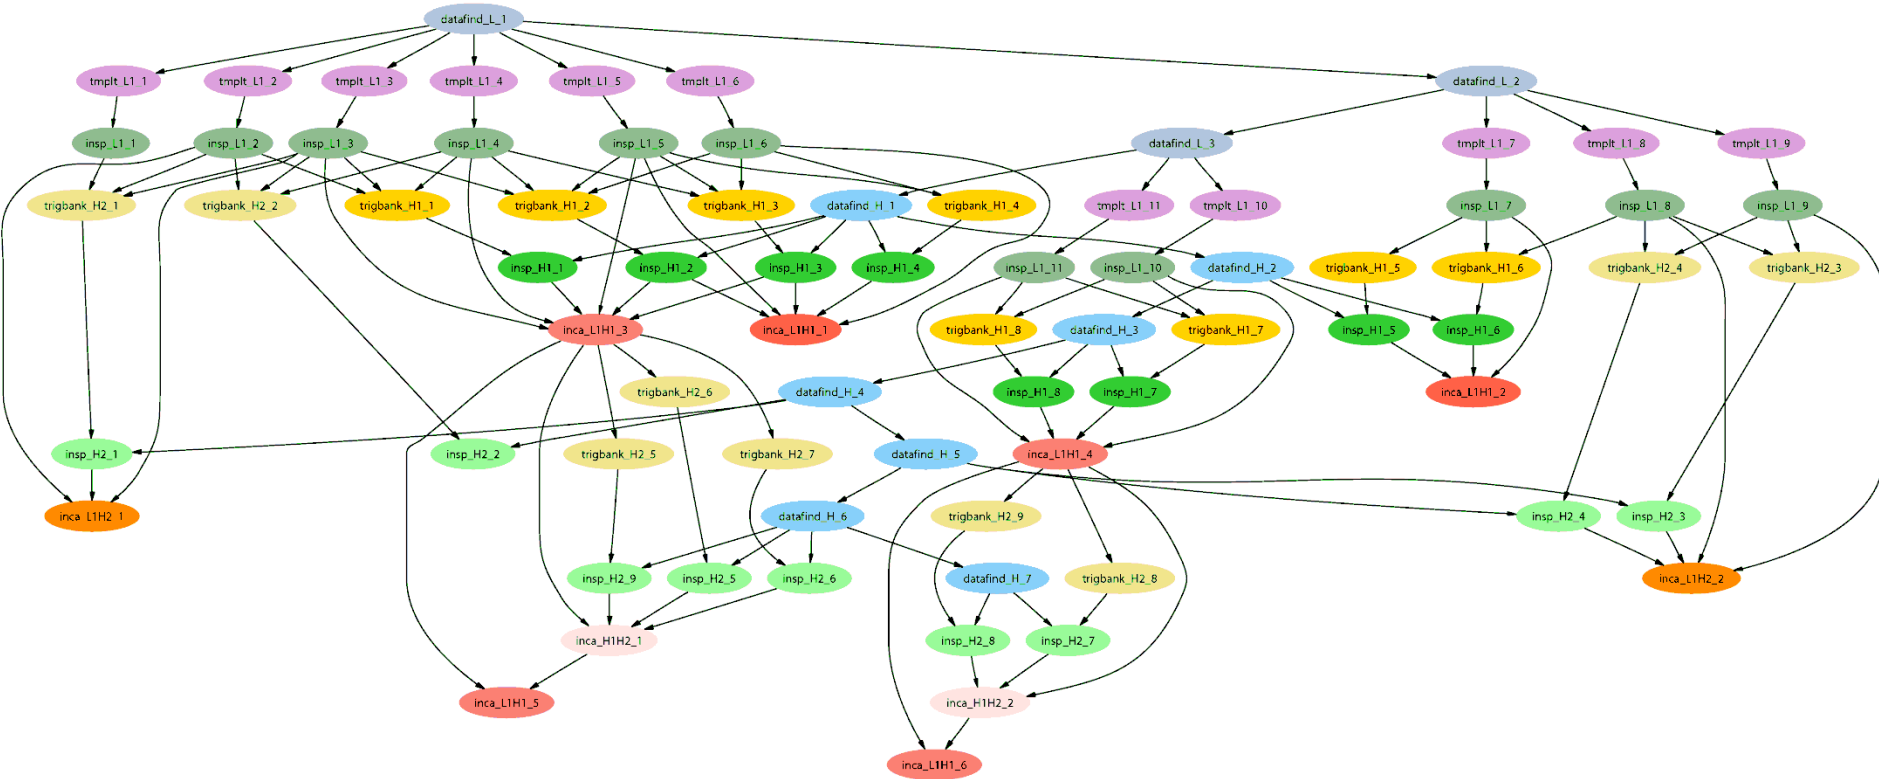 datafind_L_1
tmplt_L1_1 tmplt_L1_2 tmplt_L1_3 tmplt_L1_4 tmplt_L1_5 tmplt_L1_6 datafind_L_2
insp_L1_1 insp_L1_2 insp_L1_3 insp_L1_4 insp_L1_5 insp_L1_6 datafind_L_3 tmplt_L1_7 tmplt_L1_8 tmplt_L1_9
trigbank_H2_1 trigbank_H2_2 trigbank_H1_1 trigbank_H1_2 trigbank_H1_3 datafind_H_1 trigbank_H1_4 tmplt_L1_11 tmplt_L1_10 insp_L1_7 insp_L1_8 insp_L1_9
insp_H1_1 insp_H1_2 insp_H1_3 insp_H1_4 insp_L1_11 insp_L1_10 datafind_H_2 trigbank_H1_5 trigbank_H1_6 trigbank_H2_4 trigbank_H2_3
inca_L1H1_3 inca_L1H1_1 trigbank_H1_8 datafind_H_3 trigbank_H1_7 insp_H1_5 insp_H1_6
trigbank_H2_6 datafind_H_4 insp_H1_8 insp_H1_7 inca_L1H1_2
insp_H2_1 insp_H2_2 trigbank_H2_5 trigbank_H2_7 datafind_H_5 inca_L1H1_4
inca_L1H2_1 datafind_H_6 trigbank_H2_9 insp_H2_4 insp_H2_3
insp_H2_9 insp_H2_5 insp_H2_6 datafind_H_7 trigbank_H2_8 inca_L1H2_2
inca_H1H2_1 insp_H2_8 insp_H2_7
inca_L1H1_5 inca_H1H2_2
inca_L1H1_6